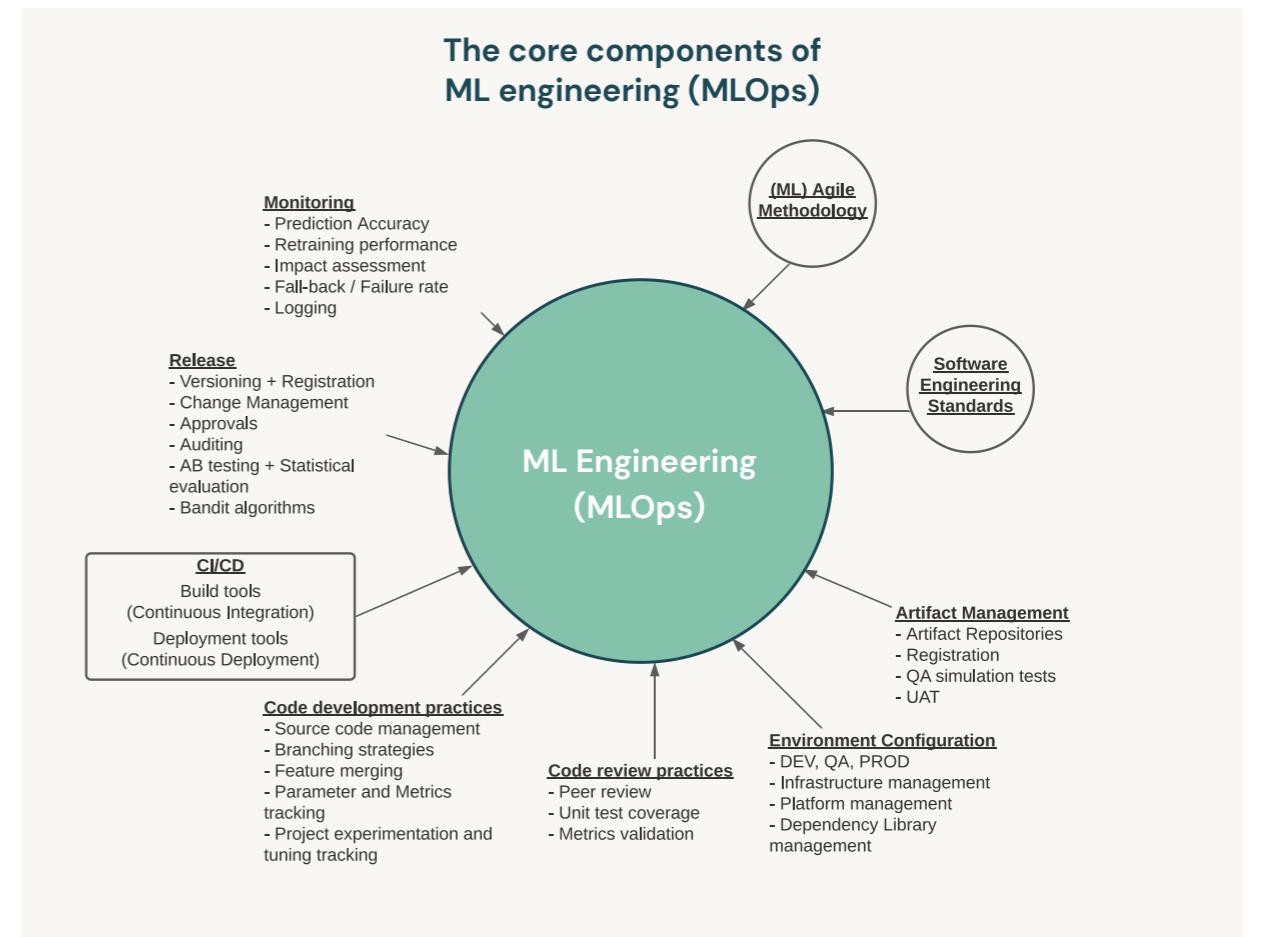 The core components of
ML engineering (MLOps)
(ML) Agile
Methodology
Monitoring
- Prediction Accuracy
- Retraining performance
- Impact assessment
- Fall-back / Failure rate
- Logging
Software
Engineering
Standards
Release
- Versioning + Registration
- Change Management
- Approvals
- Auditing
- AB testing + Statistical
evaluation
- Bandit algorithms
ML Engineering
(MLOps)
CI/CD
Build tools
(Continuous Integration)
Deployment tools
(Continuous Deployment)
Artifact Management
- Artifact Repositories
- Registration
- QA simulation tests
- UAT
Code development practices
- Source code management
- Branching strategies
- Feature merging
- Parameter and Metrics
tracking
- Project experimentation and
tuning tracking
Code review practices
- Peer review
- Unit test coverage
- Metrics validation
Environment Configuration
- DEV, QA, PROD
- Infrastructure management
- Platform management
- Dependency Library
management